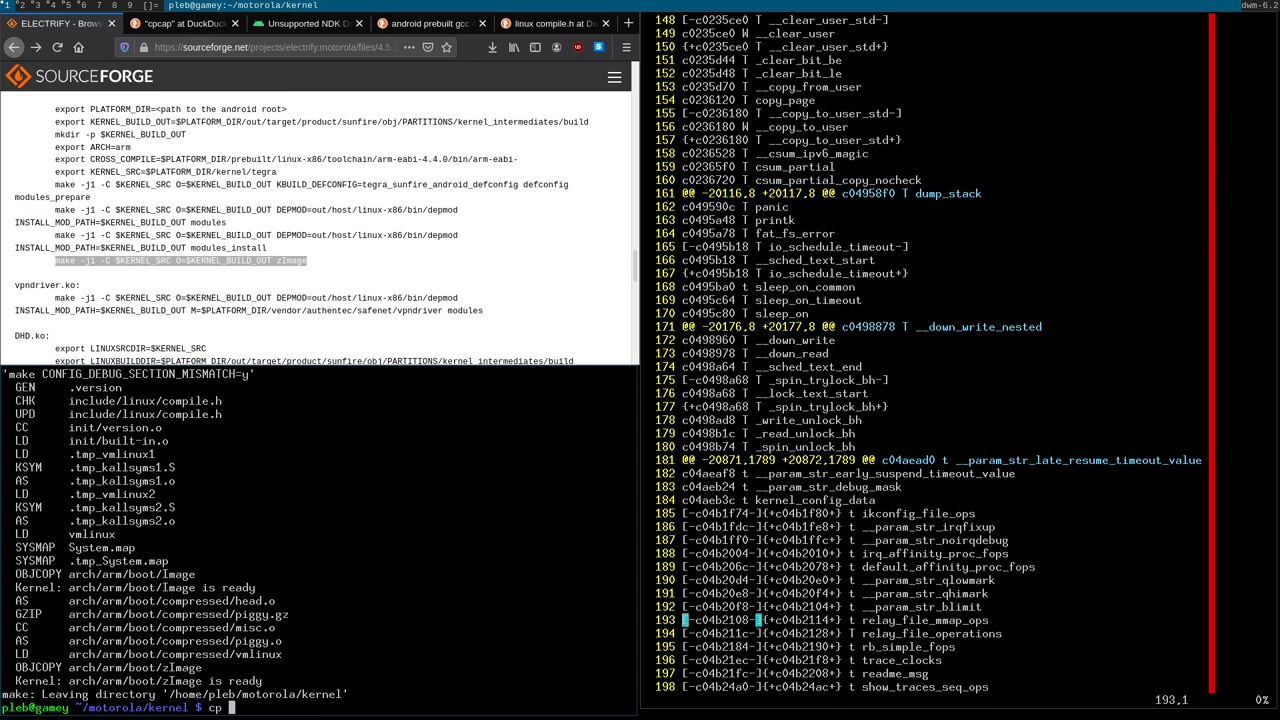 1 2 3 4 5 6 7 8 9 []= pleb@gamey:~/motorola/kernel dwm-6.2
ELECTRIFY - Browse "cpcap" at DuckDuck Unsupported NDK D android prebuilt gcc 4 linux compile.h at Du
https://sourceforge.net/projects/electrify.motorola/files/4.5.
SOURCEFORGE
export PLATFORM_DIR=<path to the android root>
export KERNEL_BUILD_OUT=$PLATFORM_DIR/out/target/product/sunfire/obj/PARTITIONS/kernel_intermediates/build
mkdir -p $KERNEL_BUILD_OUT
export ARCH=arm
export CROSS_COMPILE=$PLATFORM_DIR/prebuilt/linux-x86/toolchain/arm-eabi-4.4.0/bin/arm-eabi-
export KERNEL_SRC=$PLATFORM_DIR/kernel/tegra
make -j1 -C $KERNEL_SRC O=$KERNEL_BUILD_OUT KBUILD_DEFCONFIG=tegra_sunfire_android_defconfig defconfig
modules_prepare
make -j1 -C $KERNEL_SRC O=$KERNEL_BUILD_OUT DEPMOD=out/host/linux-x86/bin/depmod
INSTALL_MOD_PATH=$KERNEL_BUILD_OUT modules
make -j1 -C $KERNEL_SRC O=$KERNEL_BUILD_OUT DEPMOD=out/host/linux-x86/bin/depmod
INSTALL_MOD_PATH=$KERNEL_BUILD_OUT modules_install
make -j1 -C $KERNEL_SRC O=$KERNEL_BUILD_OUT zImage
vpndriver.ko:
make -j1 -C $KERNEL_SRC O=$KERNEL_BUILD_OUT DEPMOD=out/host/linux-x86/bin/depmod
INSTALL_MOD_PATH=$KERNEL_BUILD_OUT M=$PLATFORM_DIR/vendor/authentec/safenet/vpndriver modules
DHD.ko:
export LINUXSRCDIR=$KERNEL_SRC
export LINUXBUILDDIR=$PLATFORM_DIR/out/target/product/sunfire/obj/PARTITIONS/kernel_intermediates/build
'make CONFIG_DEBUG_SECTION_MISMATCH=y'
GEN .version
CHK include/linux/compile.h
UPD include/linux/compile.h
CC init/version.o
LD init/built-in.o
LD .tmp_vmlinux1
KSYM .tmp_kallsyms1.S
AS .tmp_kallsyms1.o
LD .tmp_vmlinux2
KSYM .tmp_kallsyms2.S
AS .tmp_kallsyms2.o
LD vmlinux
SYSMAP System.map
SYSMAP .tmp_System.map
OBJCOPY arch/arm/boot/Image
Kernel: arch/arm/boot/Image is ready
AS arch/arm/boot/compressed/head.o
GZIP arch/arm/boot/compressed/piggy.gz
CC arch/arm/boot/compressed/misc.o
AS arch/arm/boot/compressed/piggy.o
LD arch/arm/boot/compressed/vmlinux
OBJCOPY arch/arm/boot/zImage
Kernel: arch/arm/boot/zImage is ready
make: Leaving directory '/home/pleb/motorola/kernel'
pleb@gamey ~/motorola/kernel $ cp
148 [-c0235ce0 T __clear_user_std-]
149 c0235ce0 W __clear_user
150 {+c0235ce0 T __clear_user_std+}
151 c0235d44 T _clear_bit_be
152 c0235d48 T _clear_bit_le
153 c0235d70 T __copy_from_user
154 c0236120 T copy_page
155 [-c0236180 T __copy_to_user_std-]
156 c0236180 W __copy_to_user
157 {+c0236180 T __copy_to_user_std+}
158 c0236528 T __csum_ipv6_magic
159 c02365f0 T csum_partial
160 c0236720 T csum_partial_copy_nocheck
161 @@ -20116,8 +20117,8 @@ c04958f0 T dump_stack
162 c049590c T panic
163 c0495a48 T printk
164 c0495a78 T fat_fs_error
165 [-c0495b18 T io_schedule_timeout-]
166 c0495b18 T __sched_text_start
167 {+c0495b18 T io_schedule_timeout+}
168 c0495ba0 t sleep_on_common
169 c0495c64 T sleep_on_timeout
170 c0495c80 T sleep_on
171 @@ -20176,8 +20177,8 @@ c0498878 T __down_write_nested
172 c0498960 T __down_write
173 c0498978 T __down_read
174 c0498a64 T __sched_text_end
175 [-c0498a68 T _spin_trylock_bh-]
176 c0498a68 T __lock_text_start
177 {+c0498a68 T _spin_trylock_bh+}
178 c0498ad8 T _write_unlock_bh
179 c0498b1c T _read_unlock_bh
180 c0498b74 T _spin_unlock_bh
181 @@ -20871,1789 +20872,1789 @@ c04aead0 t __param_str_late_resume_timeout_value
182 c04aeaf8 t __param_str_early_suspend_timeout_value
183 c04aeb24 t __param_str_debug_mask
184 c04aeb3c t kernel_config_data
185 [-c04b1f74-]{+c04b1f80+} t ikconfig_file_ops
186 [-c04b1fdc-]{+c04b1fe8+} t __param_str_irqfixup
187 [-c04b1ff0-]{+c04b1ffc+} t __param_str_noirqdebug
188 [-c04b2004-]{+c04b2010+} t irq_affinity_proc_fops
189 [-c04b206c-]{+c04b2078+} t default_affinity_proc_fops
190 [-c04b20d4-]{+c04b20e0+} t __param_str_qlowmark
191 [-c04b20e8-]{+c04b20f4+} t __param_str_qhimark
192 [-c04b20f8-]{+c04b2104+} t __param_str_blimit
193 [-c04b2108-]{+c04b2114+} t relay_file_mmap_ops
194 [-c04b211c-]{+c04b2128+} T relay_file_operations
195 [-c04b2184-]{+c04b2190+} t rb_simple_fops
196 [-c04b21ec-]{+c04b21f8+} t trace_clocks
197 [-c04b21fc-]{+c04b2208+} t readme_msg
198 [-c04b24a0-]{+c04b24ac+} t show_traces_seq_ops
193,1 0%